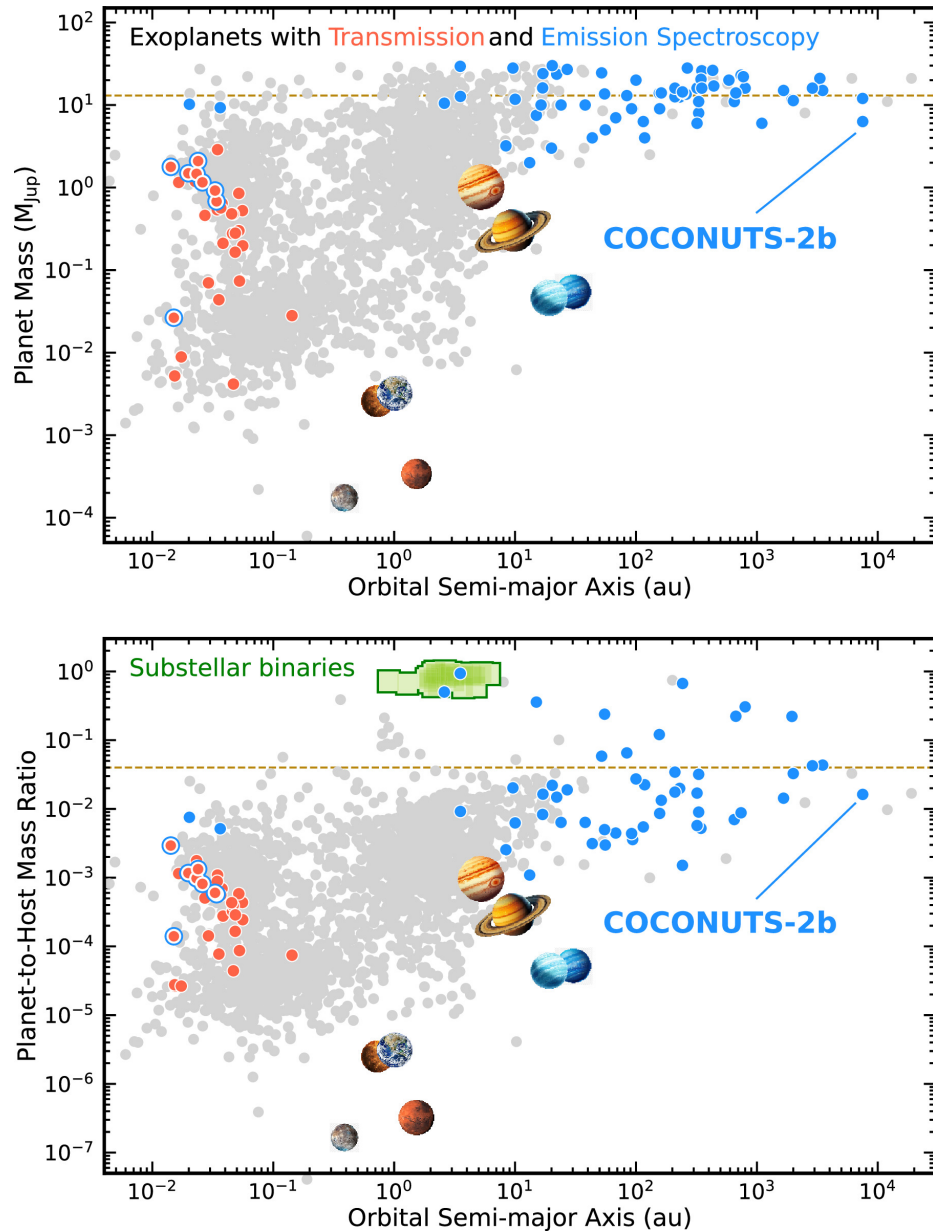 Exoplanets with Transmission and Emission Spectroscopy
10²
10¹
10⁰
10⁻¹
10⁻²
10⁻³
10⁻⁴
Planet Mass (M_Jup)
COCONUTS-2b
10⁻² 10⁻¹ 10⁰ 10¹ 10² 10³ 10⁴
Orbital Semi-major Axis (au)
Substellar binaries
10⁰
10⁻¹
10⁻²
10⁻³
10⁻⁴
10⁻⁵
10⁻⁶
10⁻⁷
Planet-to-Host Mass Ratio
COCONUTS-2b
10⁻² 10⁻¹ 10⁰ 10¹ 10² 10³ 10⁴
Orbital Semi-major Axis (au)